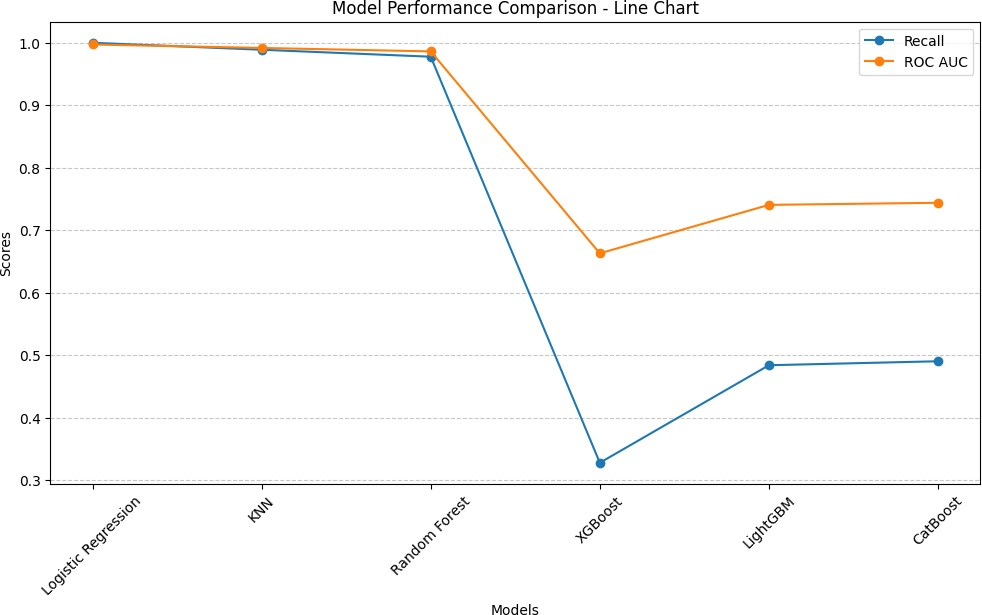 Model Performance Comparison - Line Chart
Recall
ROC AUC
Scores
1.0
0.9
0.8
0.7
0.6
0.5
0.4
0.3
Logistic Regression
KNN
Random Forest
XGBoost
LightGBM
CatBoost
Models